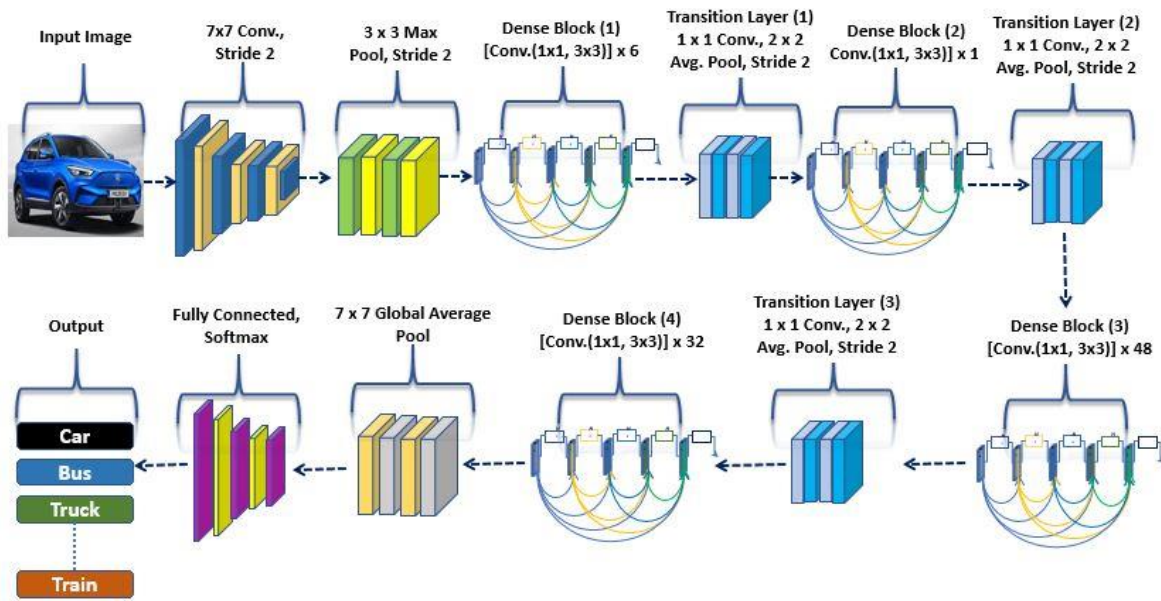 Input Image
7x7 Conv.,
Stride 2
3 x 3 Max
Pool, Stride 2
Dense Block (1)
[Conv.(1x1, 3x3)] x 6
Transition Layer (1)
1 x 1 Conv., 2 x 2
Avg. Pool, Stride 2
Dense Block (2)
Conv.(1x1, 3x3)] x 1
Transition Layer (2)
1 x 1 Conv., 2 x 2
Avg. Pool, Stride 2
Output
Car
Bus
Truck
Train
Fully Connected,
Softmax
7 x 7 Global Average
Pool
Dense Block (4)
[Conv.(1x1, 3x3)] x 32
Transition Layer (3)
1 x 1 Conv., 2 x 2
Avg. Pool, Stride 2
Dense Block (3)
[Conv.(1x1, 3x3)] x 48